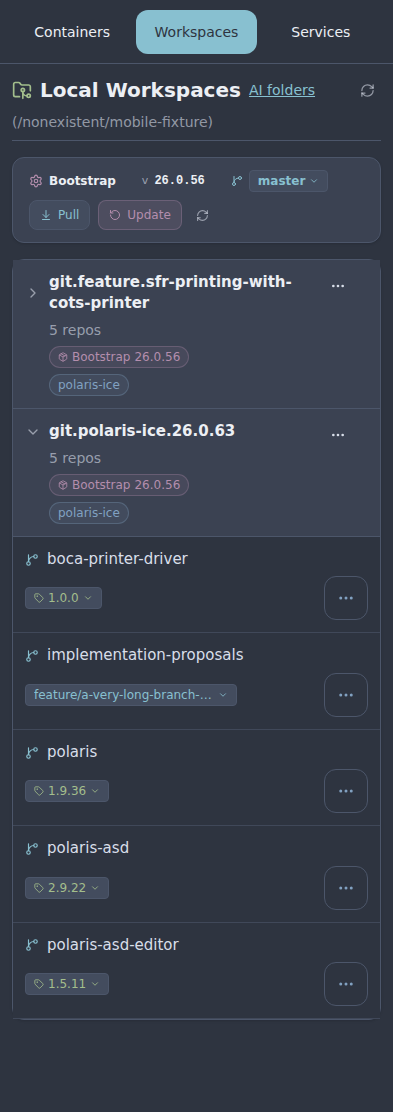 Containers Workspaces Services
Local Workspaces AI folders
(/nonexistent/mobile-fixture)
Bootstrap v 26.0.56 master
Pull Update
git.feature.sfr-printing-with-
cots-printer
...
5 repos
Bootstrap 26.0.56
polaris-ice
git.polaris-ice.26.0.63
...
5 repos
Bootstrap 26.0.56
polaris-ice
boca-printer-driver
1.0.0
...
implementation-proposals
feature/a-very-long-branch-...
...
polaris
1.9.36
...
polaris-asd
2.9.22
...
polaris-asd-editor
1.5.11
...